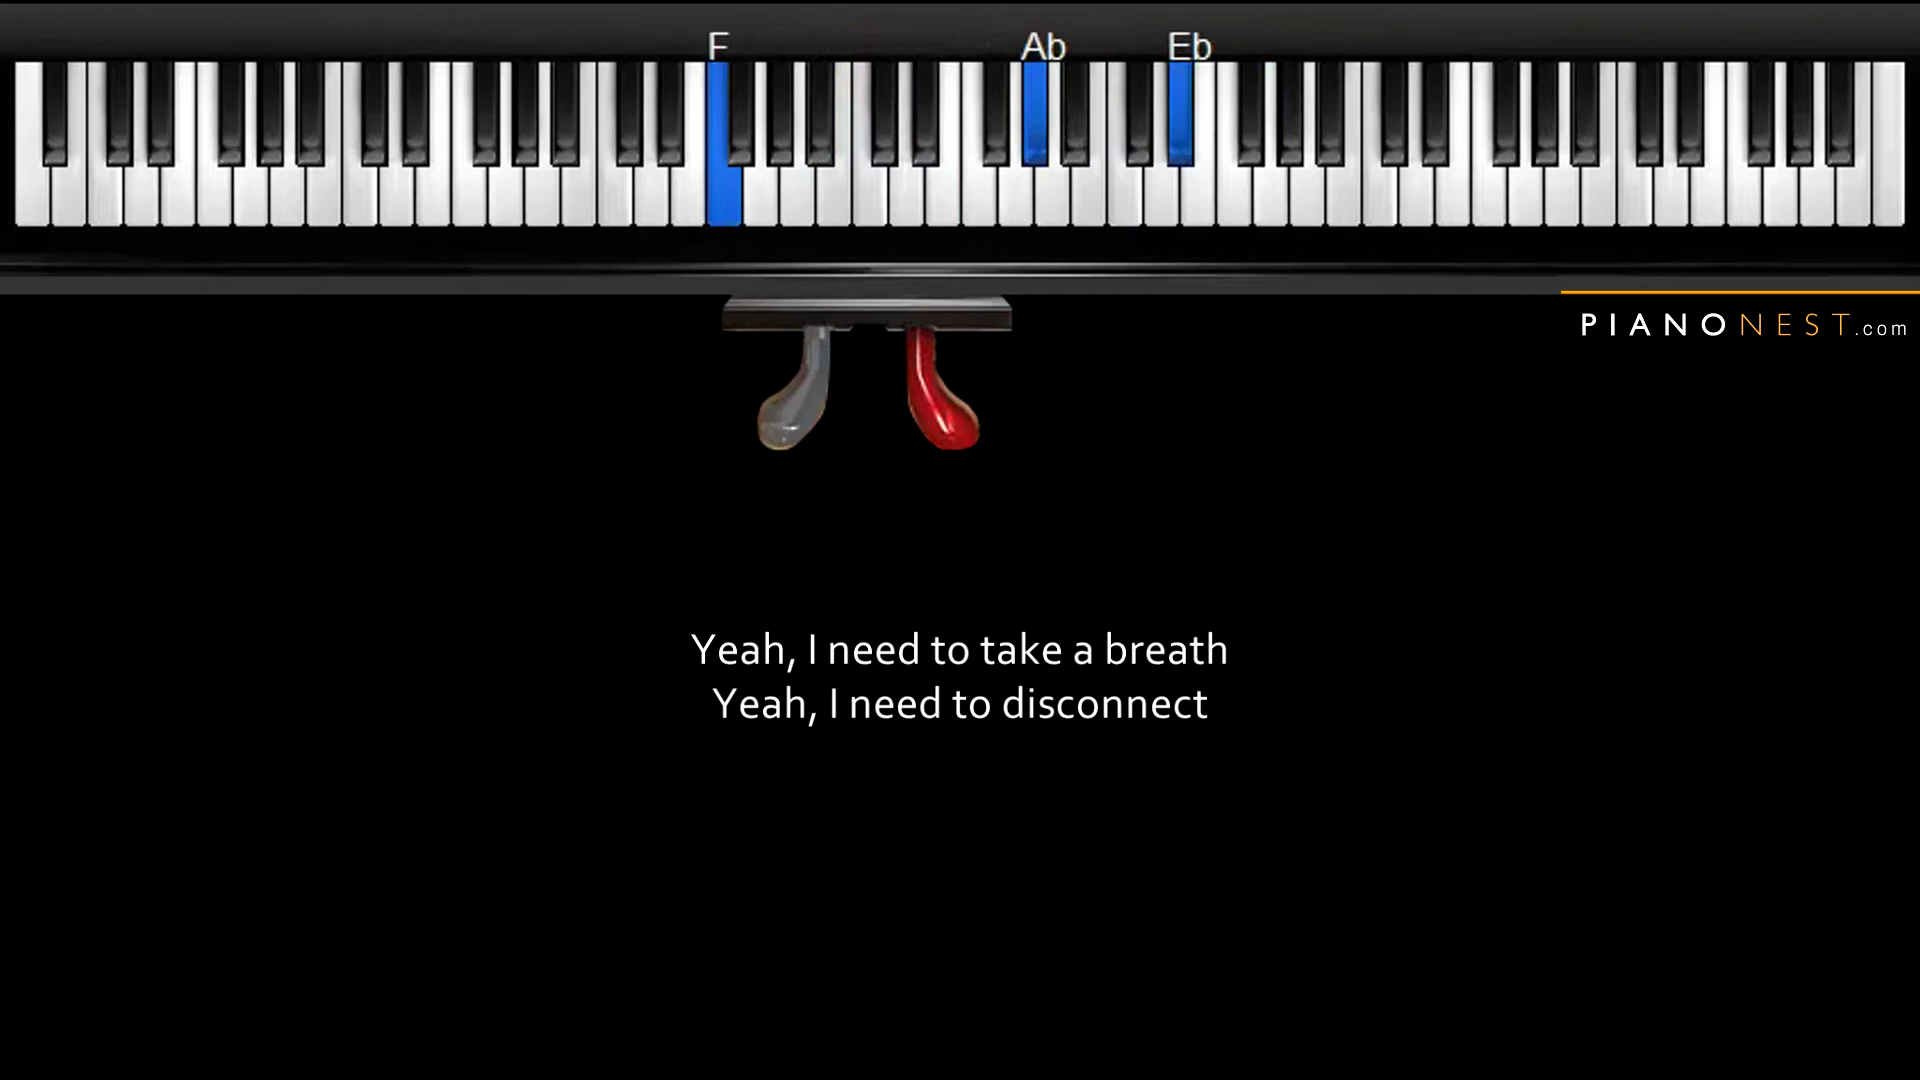 F Ab Eb
PIANONEST.com
Yeah, I need to take a breath
Yeah, I need to disconnect